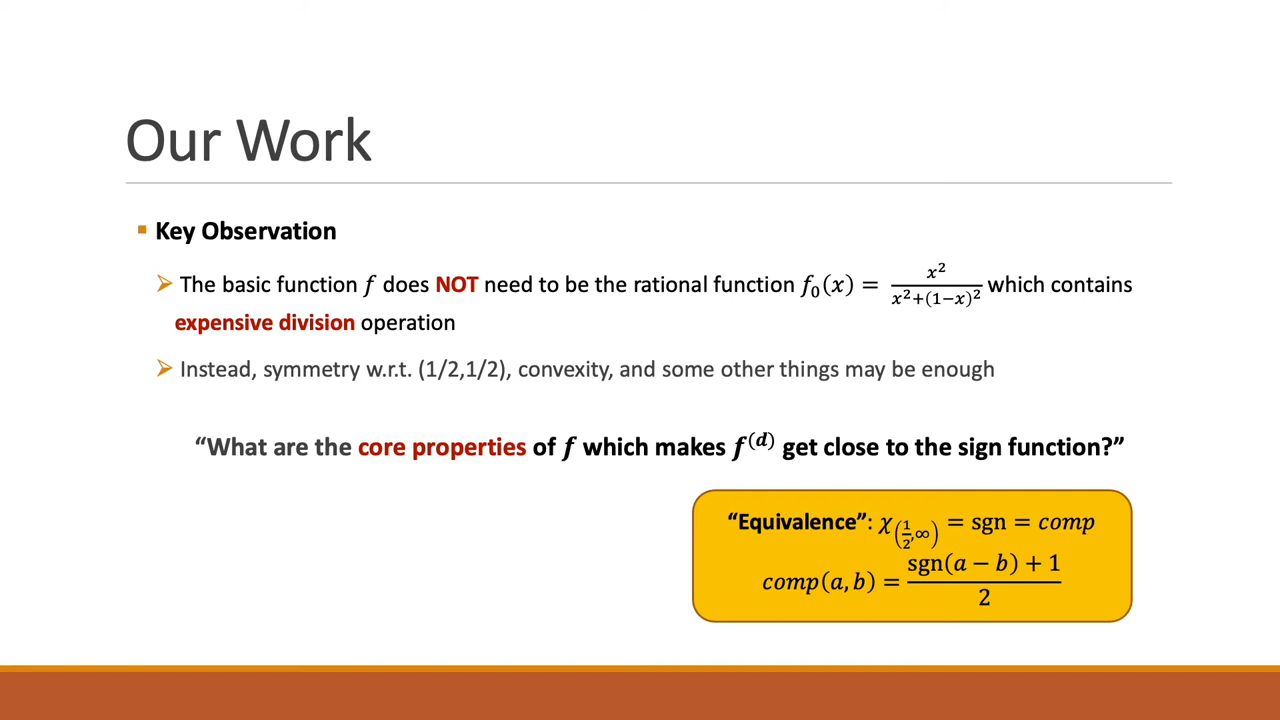 Our Work
▪ Key Observation
➢ The basic function f does NOT need to be the rational function f₀(x) = x²/(x²+(1−x)²) which contains
expensive division operation
➢ Instead, symmetry w.r.t. (1/2,1/2), convexity, and some other things may be enough
“What are the core properties of f which makes f⁽ᵈ⁾ get close to the sign function?”
“Equivalence”: χ_(1/2,∞) = sgn = comp
comp(a, b) = (sgn(a − b) + 1)/2